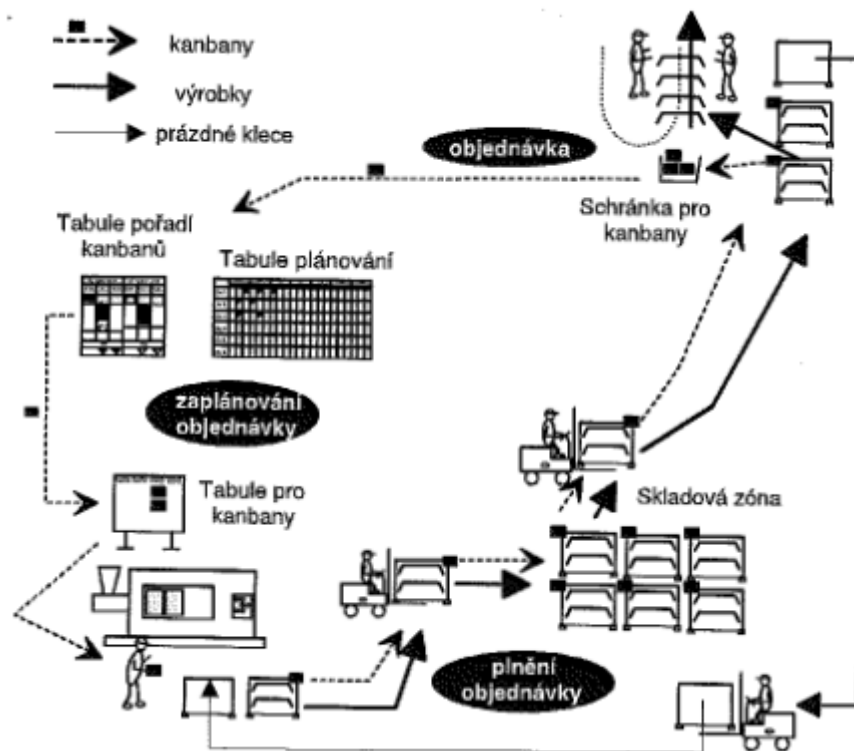 kanbany
výrobky
prázdné klece
objednávka
Schránka pro
kanbany
Tabule pořadí
kanbanů
Tabule plánování
zaplánování
objednávky
Tabule pro
kanbany
Skladová zóna
plnění
objednávky